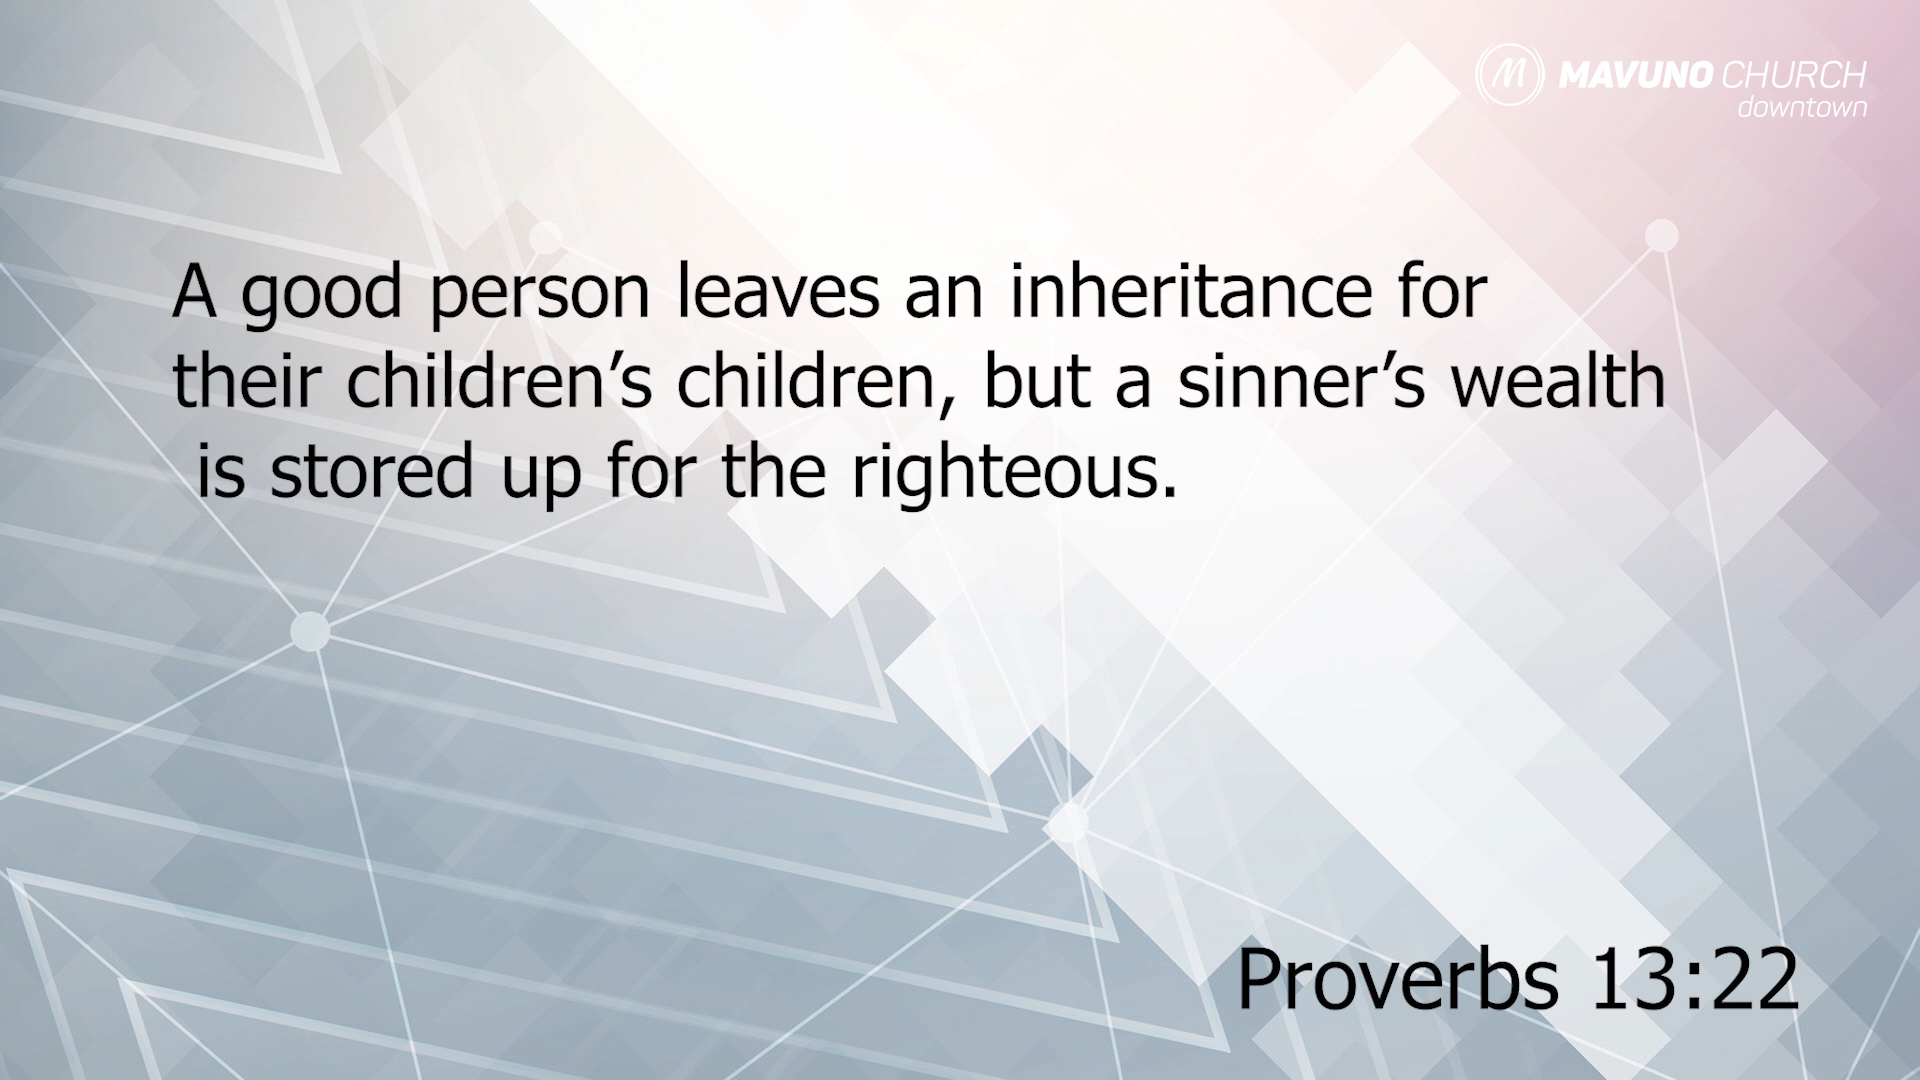 MAVUNO CHURCH
downtown
A good person leaves an inheritance for
their children’s children, but a sinner’s wealth
is stored up for the righteous.
Proverbs 13:22